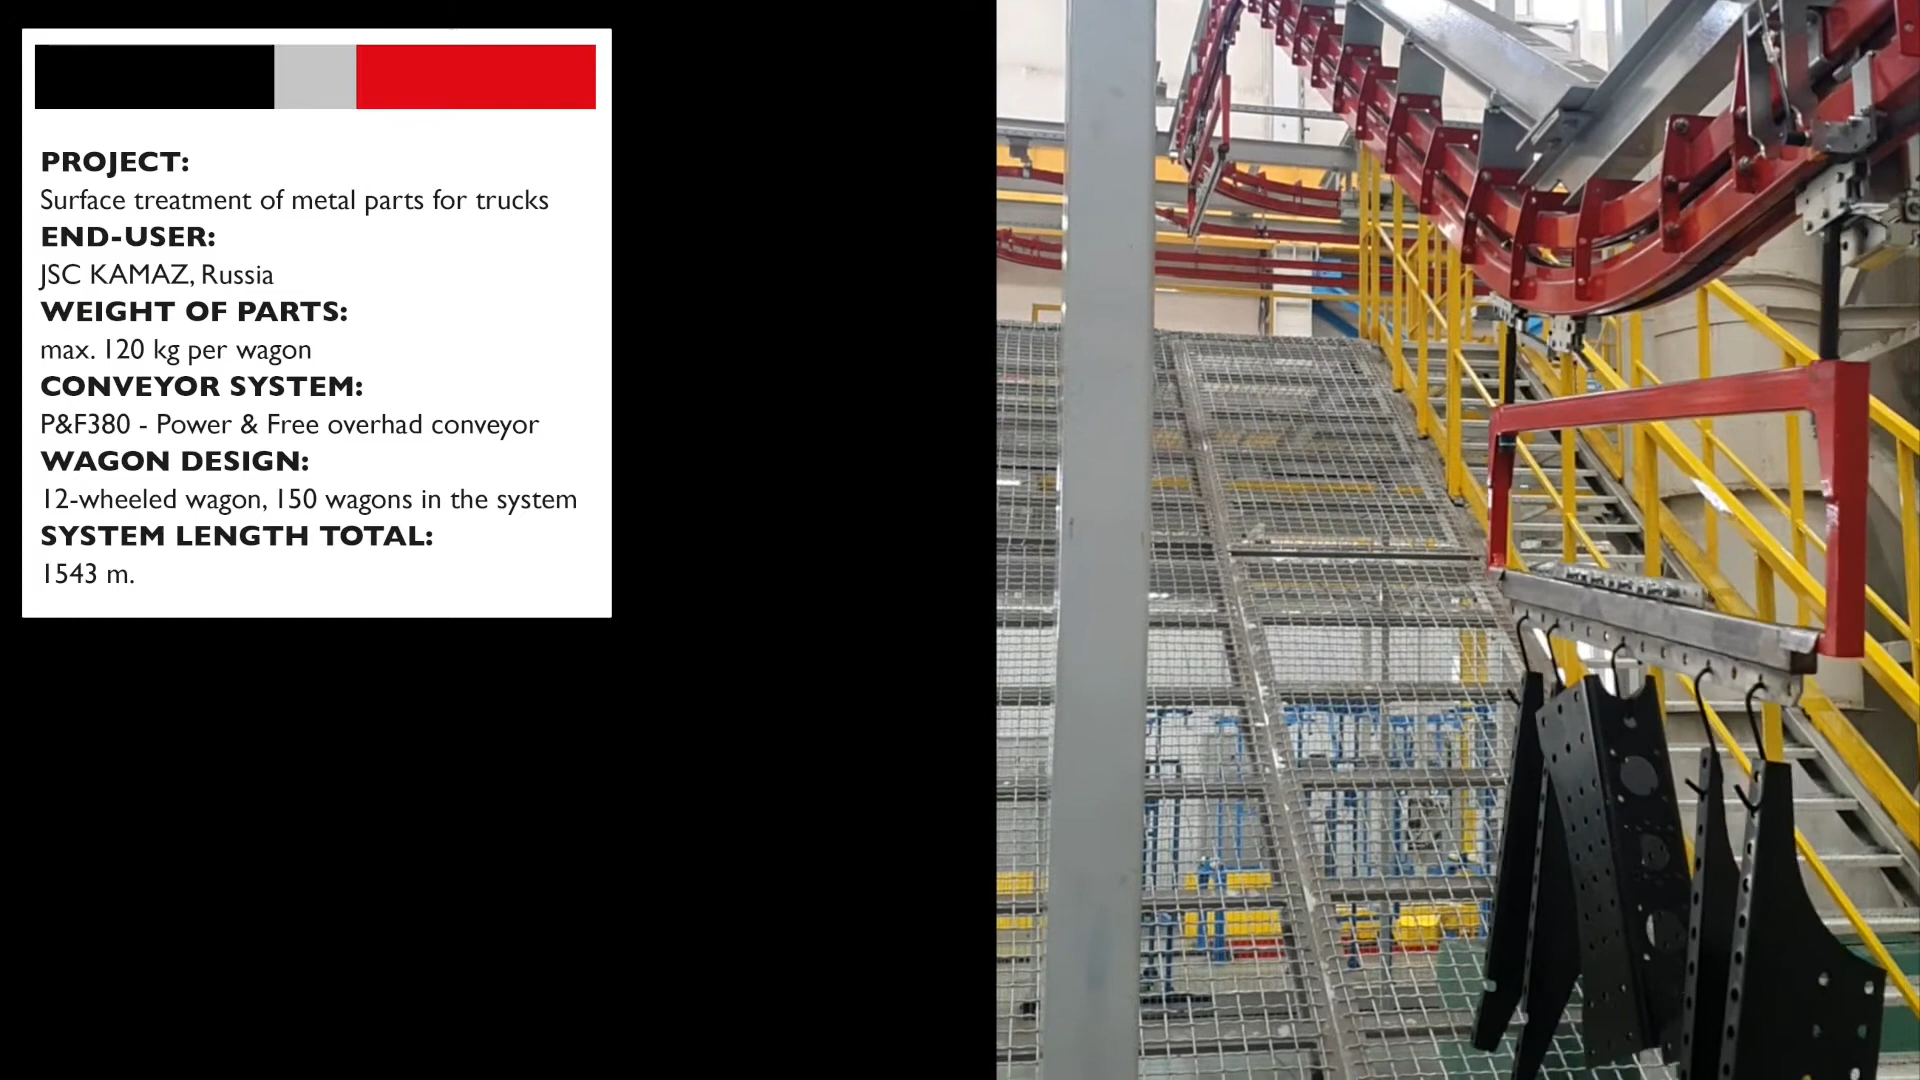 PROJECT:
Surface treatment of metal parts for trucks
END-USER:
JSC KAMAZ, Russia
WEIGHT OF PARTS:
max. 120 kg per wagon
CONVEYOR SYSTEM:
P&F380 - Power & Free overhad conveyor
WAGON DESIGN:
12-wheeled wagon, 150 wagons in the system
SYSTEM LENGTH TOTAL:
1543 m.